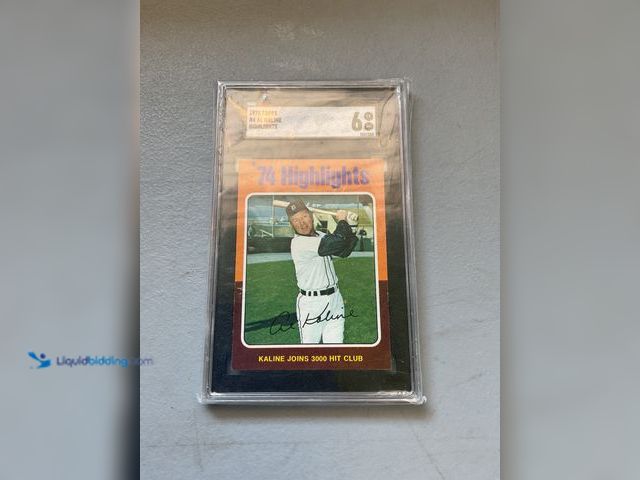 1975 TOPPS
#4 AL KALINE
HIGHLIGHTS
6
'74 Highlights
Al Kaline
KALINE JOINS 3000 HIT CLUB
Liquidbidding.com